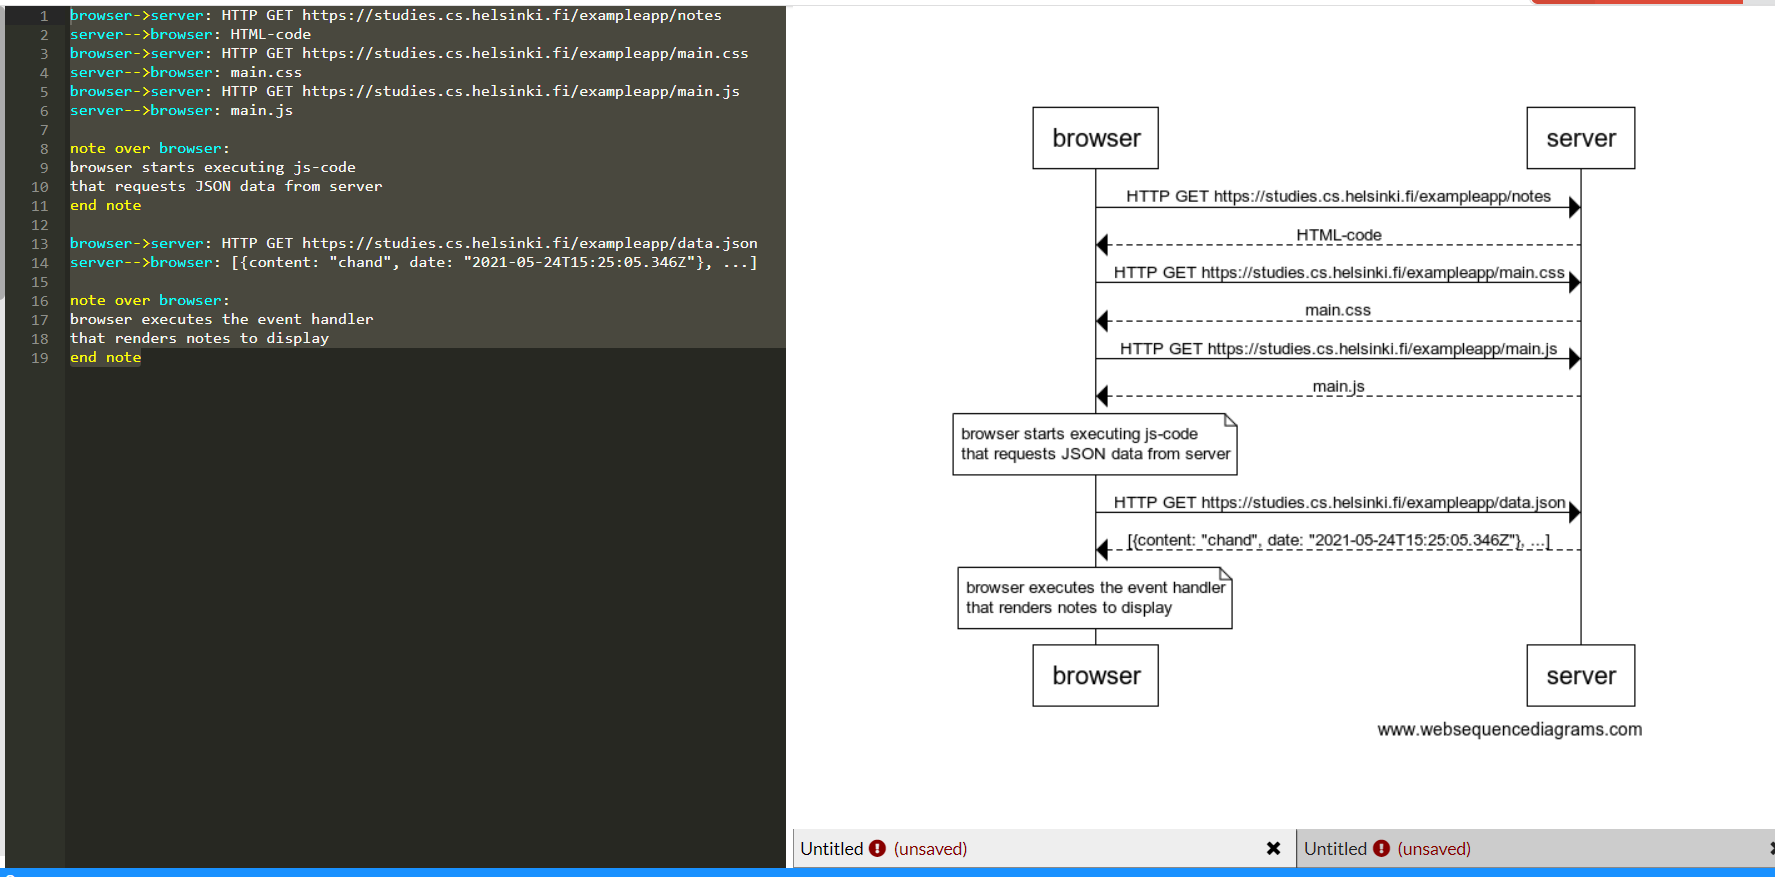 1 browser->server: HTTP GET https://studies.cs.helsinki.fi/exampleapp/notes
2 server-->browser: HTML-code
3 browser->server: HTTP GET https://studies.cs.helsinki.fi/exampleapp/main.css
4 server-->browser: main.css
5 browser->server: HTTP GET https://studies.cs.helsinki.fi/exampleapp/main.js
6 server-->browser: main.js
7
8 note over browser:
9 browser starts executing js-code
10 that requests JSON data from server
11 end note
12
13 browser->server: HTTP GET https://studies.cs.helsinki.fi/exampleapp/data.json
14 server-->browser: [{content: "chand", date: "2021-05-24T15:25:05.346Z"}, ...]
15
16 note over browser:
17 browser executes the event handler
18 that renders notes to display
19 end note
browser
server
HTTP GET https://studies.cs.helsinki.fi/exampleapp/notes
HTML-code
HTTP GET https://studies.cs.helsinki.fi/exampleapp/main.css
main.css
HTTP GET https://studies.cs.helsinki.fi/exampleapp/main.js
main.js
browser starts executing js-code
that requests JSON data from server
HTTP GET https://studies.cs.helsinki.fi/exampleapp/data.json
[{content: "chand", date: "2021-05-24T15:25:05.346Z"}, ...]
browser executes the event handler
that renders notes to display
browser
server
www.websequencediagrams.com
Untitled (unsaved)
Untitled (unsaved)